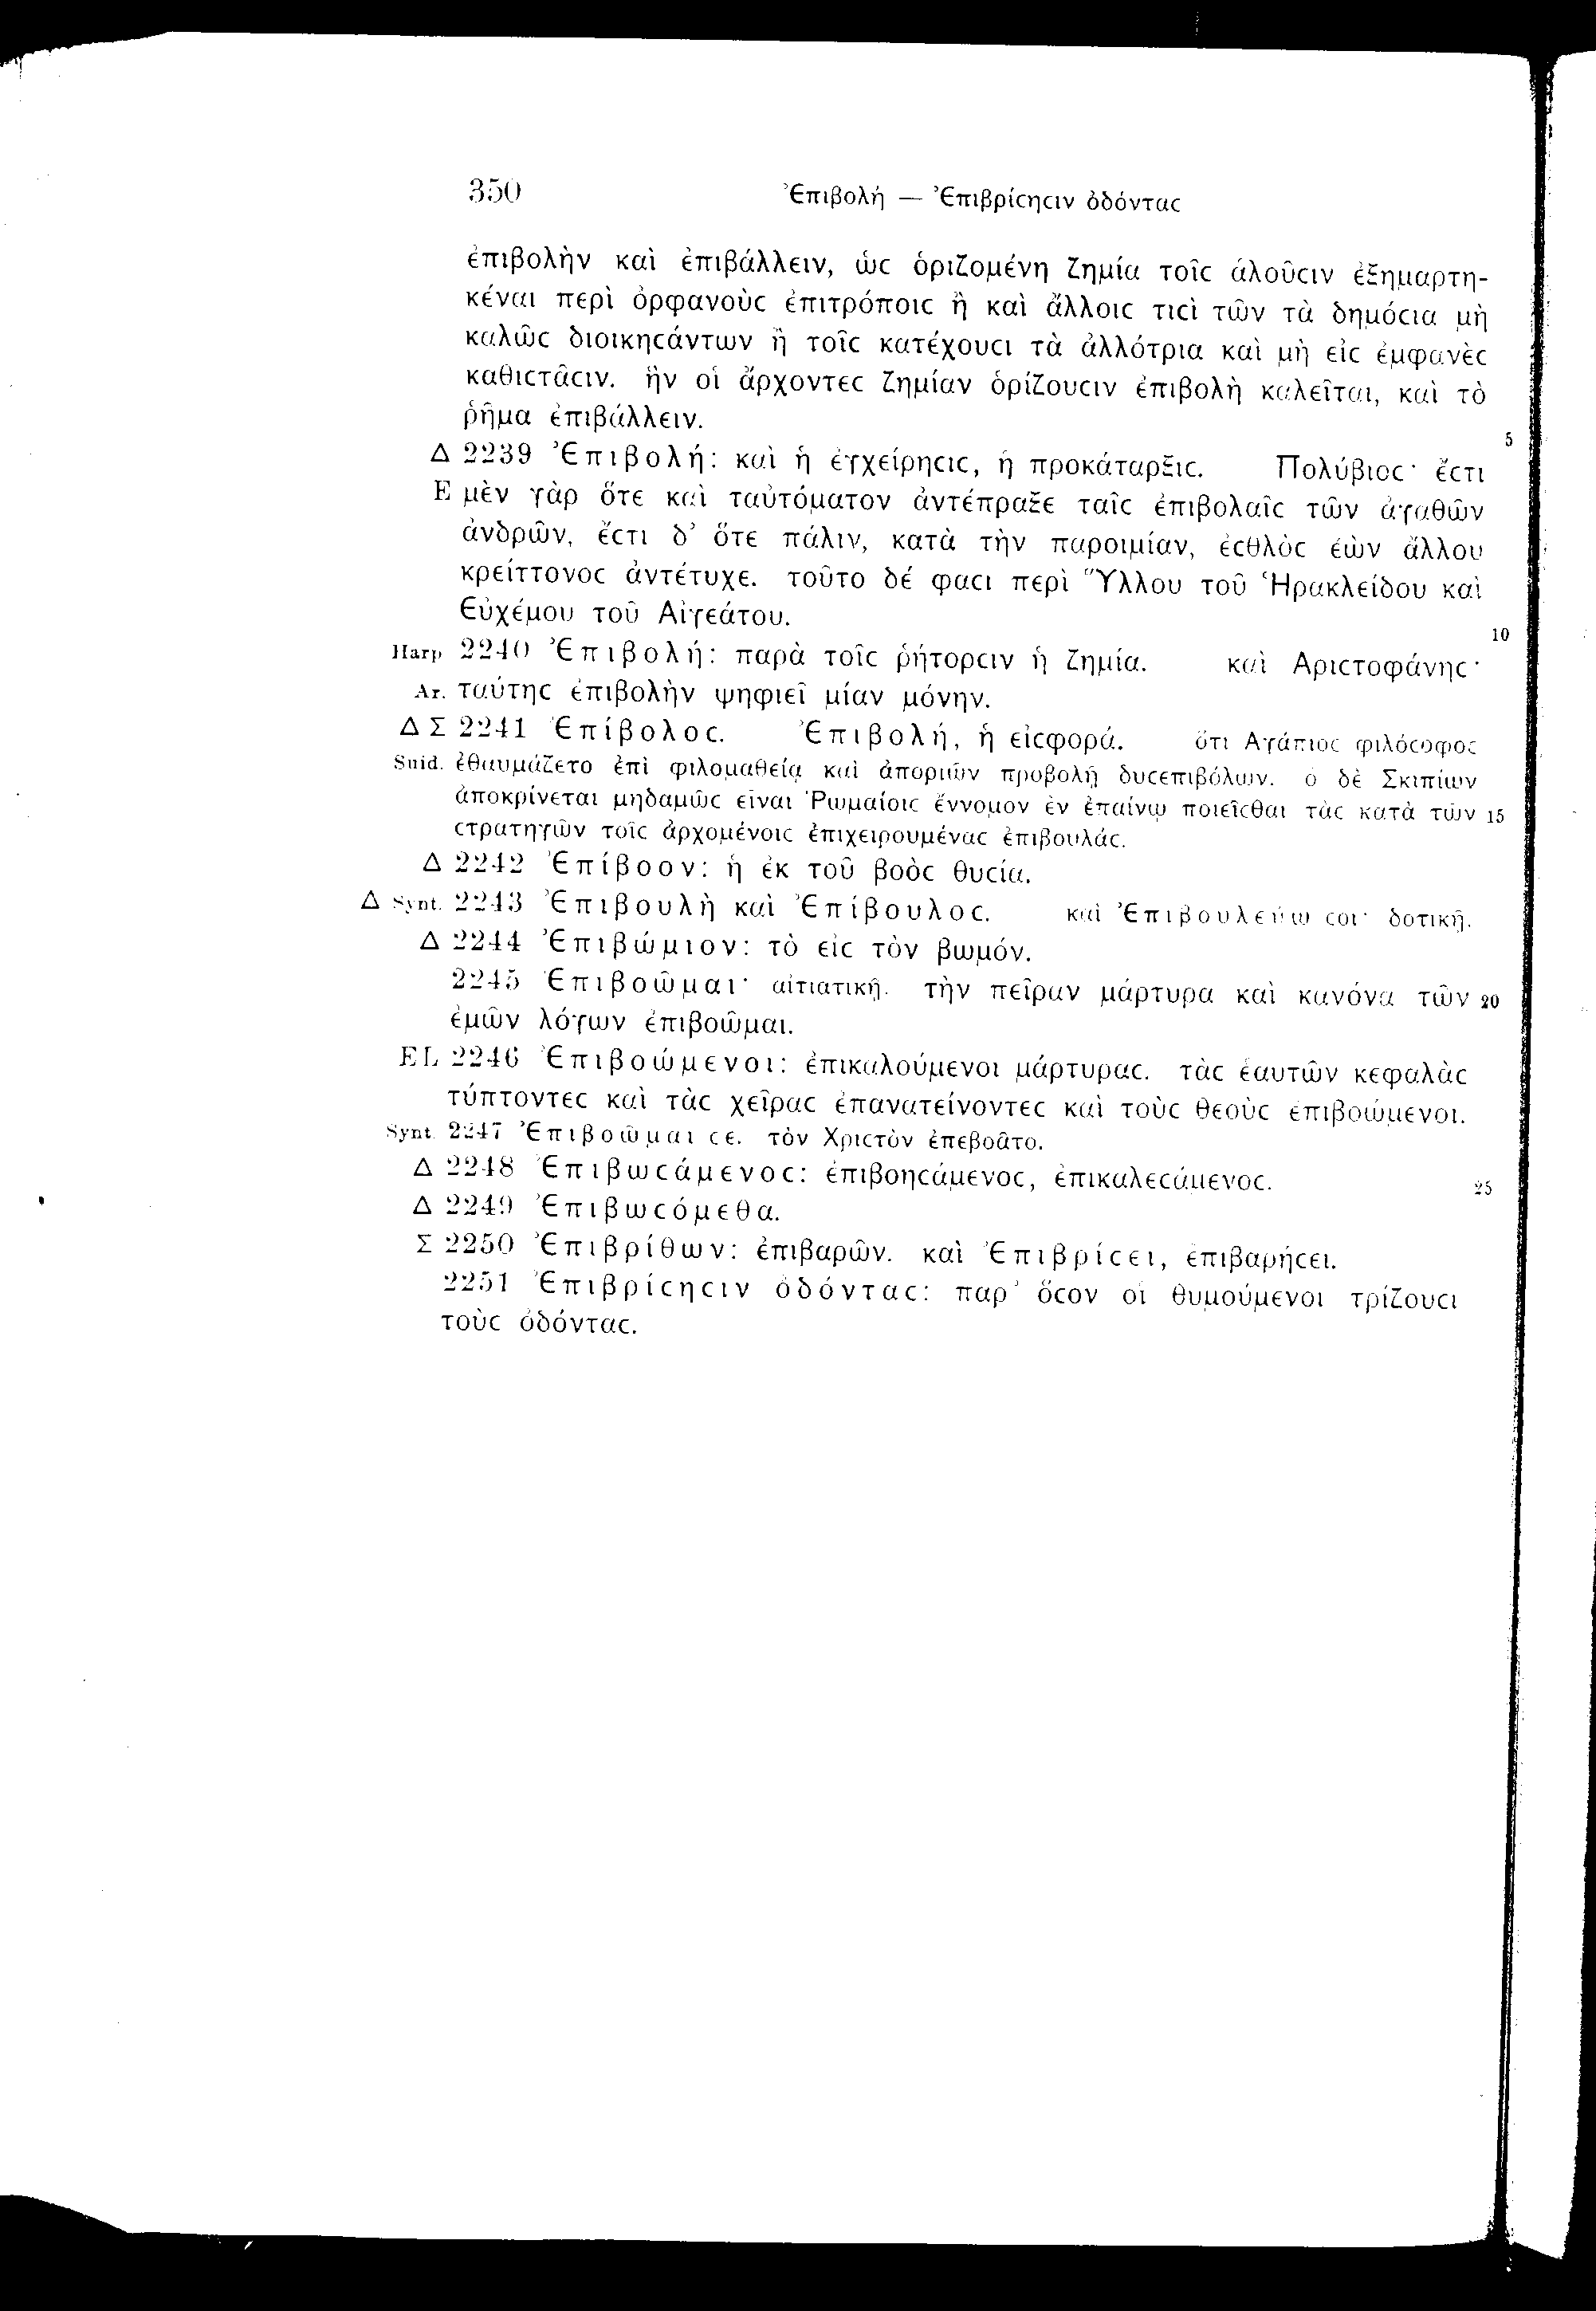 350 Ἐπιβολή — Ἐπιβρίϲηϲιν ὀδόνταϲ
ἐπιβολὴν καὶ ἐπιβάλλειν, ὡϲ ὁριζομένη ζημία τοῖϲ ἁλοῦϲιν ἐξημαρτη-
κέναι περὶ ὀρφανοὺϲ ἐπιτρόποιϲ ἢ καὶ ἄλλοιϲ τιϲὶ τῶν τὰ δημόϲια μὴ
καλῶϲ διοικηϲάντων ἢ τοῖϲ κατέχουϲι τὰ ἀλλότρια καὶ μὴ εἰϲ ἐμφανὲϲ
καθιϲτᾶϲιν. ἣν οἱ ἄρχοντεϲ ζημίαν ὁρίζουϲιν ἐπιβολὴ καλεῖται, καὶ τὸ
ῥῆμα ἐπιβάλλειν. 5
Δ 2239 Ἐπιβολή: καὶ ἡ ἐγχείρηϲιϲ, ἡ προκάταρξιϲ. Πολύβιοϲ· ἔϲτι
E μὲν γὰρ ὅτε καὶ ταὐτόματον ἀντέπραξε ταῖϲ ἐπιβολαῖϲ τῶν ἀγαθῶν
ἀνδρῶν, ἔϲτι δ’ ὅτε πάλιν, κατὰ τὴν παροιμίαν, ἐϲθλὸϲ ἐὼν ἄλλου
κρείττονοϲ ἀντέτυχε. τοῦτο δέ φαϲι περὶ Ὕλλου τοῦ Ἡρακλείδου καὶ
Εὐχέμου τοῦ Αἰγεάτου. 10
Harp 2240 Ἐπιβολή: παρὰ τοῖϲ ῥήτορϲιν ἡ ζημία. καὶ Ἀριϲτοφάνηϲ·
Ar. ταύτηϲ ἐπιβολὴν ψηφιεῖ μίαν μόνην.
Δ Σ 2241 Ἐπίβολοϲ. Ἐπιβολή, ἡ εἰϲφορά. ὅτι Ἀγάπιοϲ φιλόϲοφοϲ
Suid. ἐθαυμάζετο ἐπὶ φιλομαθείᾳ καὶ ἀποριῶν προβολῇ δυϲεπιβόλων. ὁ δὲ Σκιπίων
ἀποκρίνεται μηδαμῶϲ εἶναι Ῥωμαίοιϲ ἔννομον ἐν ἐπαίνῳ ποιεῖϲθαι τὰϲ κατὰ τῶν 15
ϲτρατηγῶν τοῖϲ ἀρχομένοιϲ ἐπιχειρουμέναϲ ἐπιβουλάϲ.
Δ 2242 Ἐπίβοον: ἡ ἐκ τοῦ βοὸϲ θυϲία.
Δ Synt. 2243 Ἐπιβουλὴ καὶ Ἐπίβουλοϲ. καὶ Ἐπιβουλεύω ϲοι· δοτικῇ.
Δ 2244 Ἐπιβώμιον: τὸ εἰϲ τὸν βωμόν.
2245 Ἐπιβοῶμαι· αἰτιατικῇ. τὴν πεῖραν μάρτυρα καὶ κανόνα τῶν 20
ἐμῶν λόγων ἐπιβοῶμαι.
EL 2246 Ἐπιβοώμενοι: ἐπικαλούμενοι μάρτυραϲ. τὰϲ ἑαυτῶν κεφαλὰϲ
τύπτοντεϲ καὶ τὰϲ χεῖραϲ ἐπανατείνοντεϲ καὶ τοὺϲ θεοὺϲ ἐπιβοώμενοι.
Synt. 2247 Ἐπιβοῶμαι ϲε. τὸν Χριϲτὸν ἐπεβοᾶτο.
Δ 2248 Ἐπιβωϲάμενοϲ: ἐπιβοηϲάμενοϲ, ἐπικαλεϲάμενοϲ. 25
Δ 2249 Ἐπιβωϲόμεθα.
Σ 2250 Ἐπιβρίθων: ἐπιβαρῶν. καὶ Ἐπιβρίϲει, ἐπιβαρήϲει.
2251 Ἐπιβρίϲηϲιν ὀδόνταϲ: παρ’ ὅϲον οἱ θυμούμενοι τρίζουϲι
τοὺϲ ὀδόνταϲ.